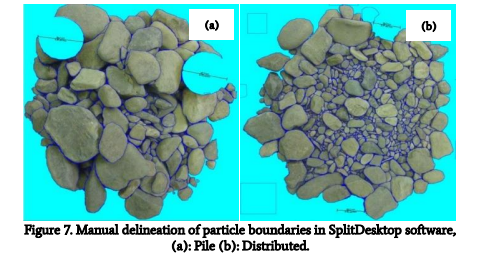 (a)
(b)
Figure 7. Manual delineation of particle boundaries in SplitDesktop software,
(a): Pile (b): Distributed.